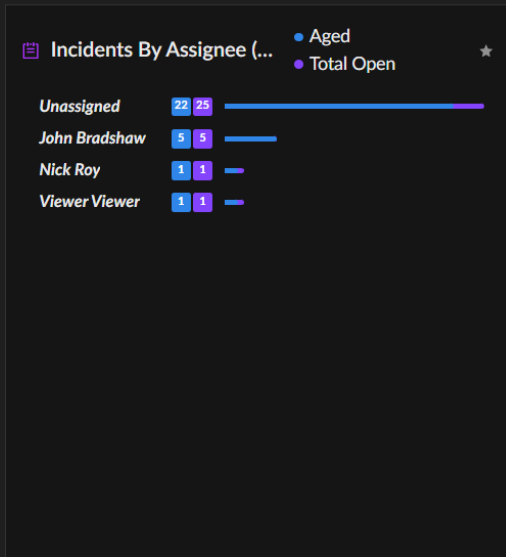 Incidents By Assignee (...
Aged
Total Open
Unassigned 22 25
John Bradshaw 5 5
Nick Roy 1 1
Viewer Viewer 1 1